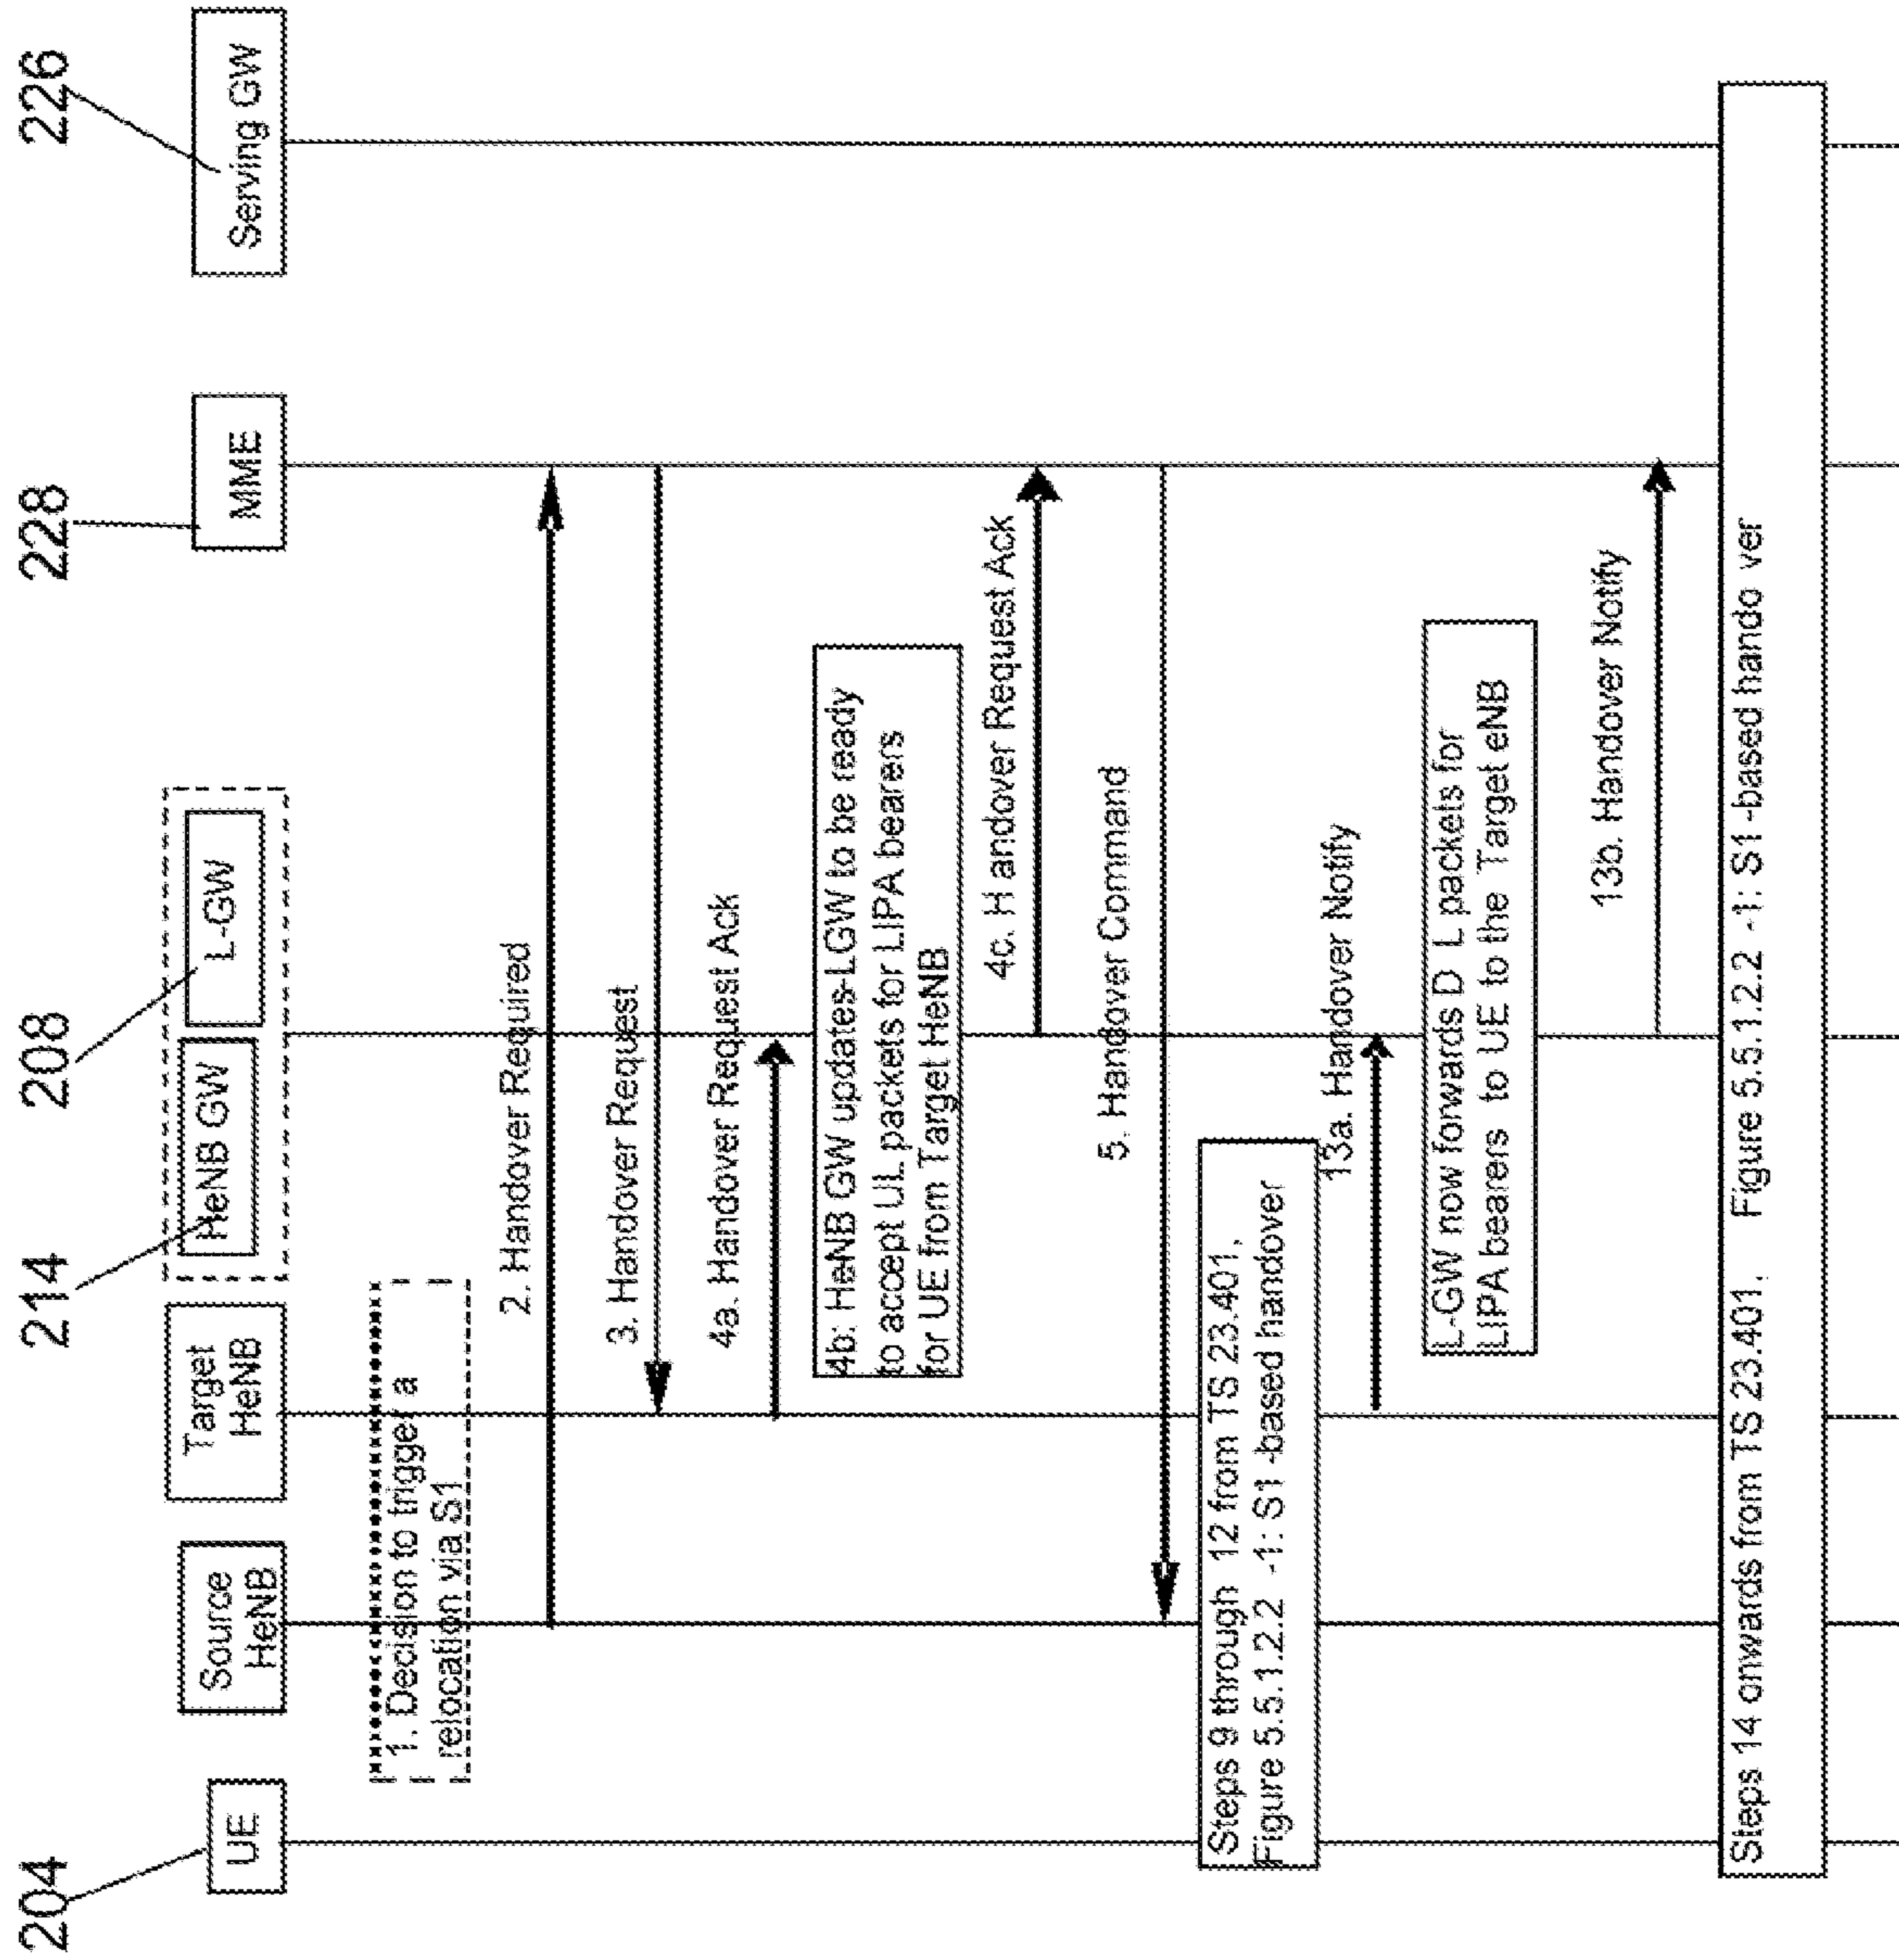 204
214
208
228
226
UE
Source
HeNB
Target
HeNB
HeNB GW
L-GW
MME
Serving GW
1. Decision to trigger a
relocation via S1
2. Handover Required
3. Handover Request
4a. Handover Request Ack
4b: HeNB GW updates-LGW to be ready
to accept UL packets for LIPA bearers
for UE from Target HeNB
4c. H andover Request Ack
5. Handover Command
Steps 9 through 12 from TS 23.401,
Figure 5.5.1.2.2 -1: S1 -based handover
13a. Handover Notify
L-GW now forwards D L packets for
LIPA bearers to UE to the Target eNB
13b. Handover Notify
Steps 14 onwards from TS 23.401, Figure 5.5.1.2.2 -1: S1 -based hando ver